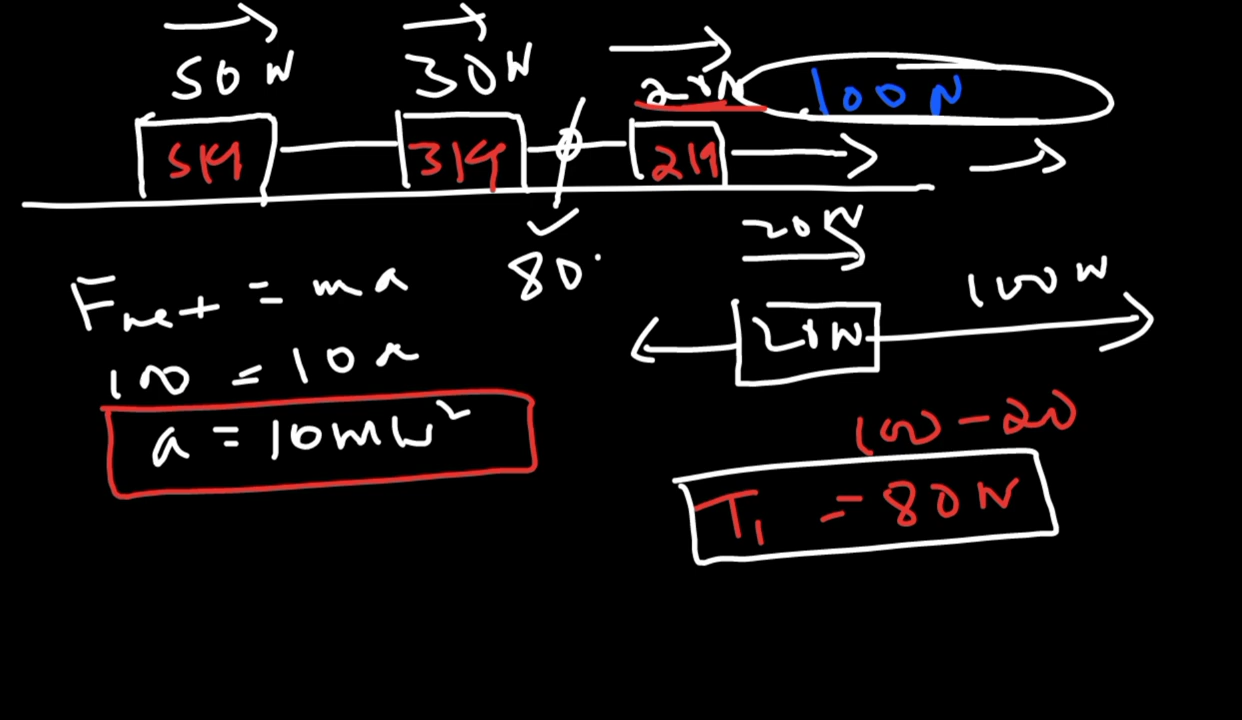 50N 30N 20N 100N
5kg 3kg 2kg
20N
80
Fnet = ma
100N
100 = 10a
20N
a = 10m/s²
100-20
T₁ = 80N